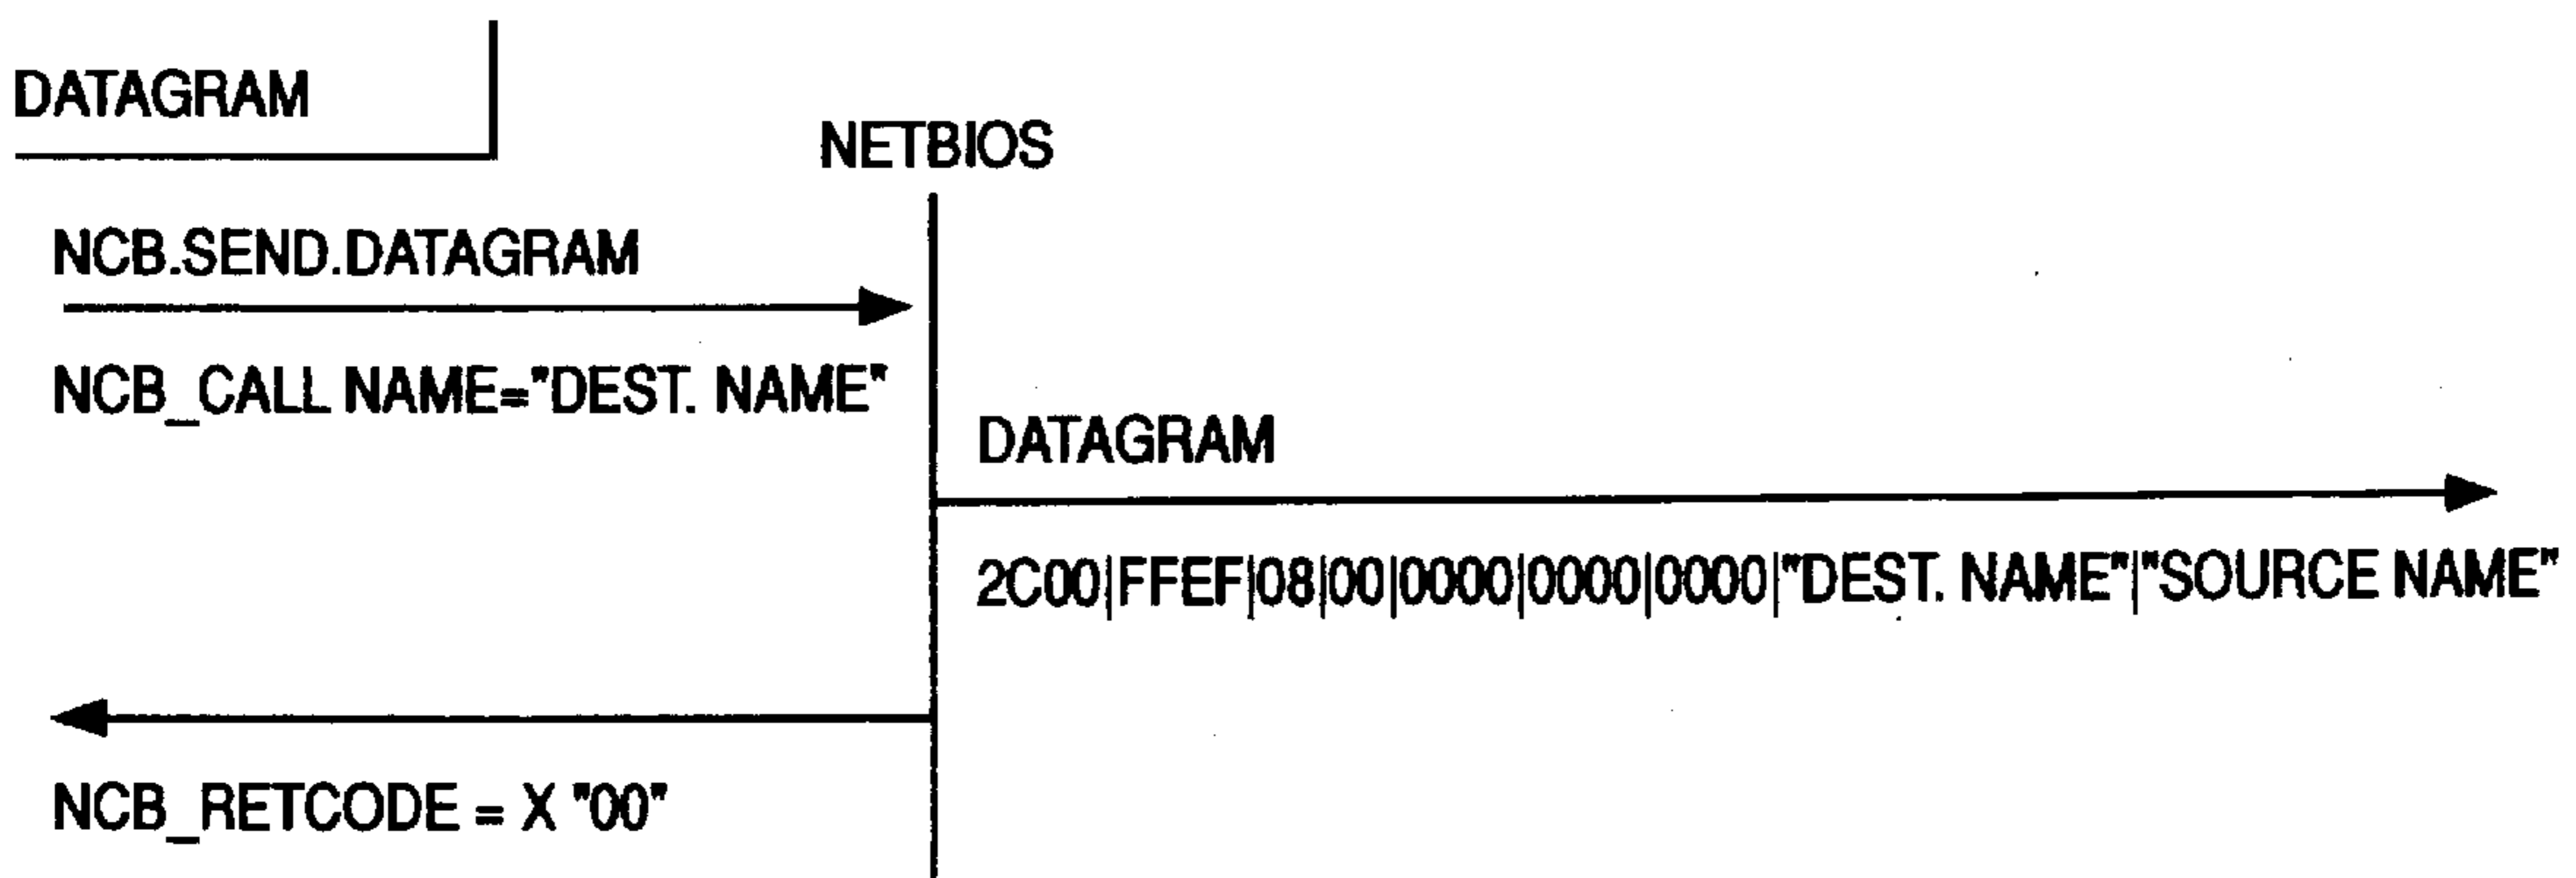 DATAGRAM
NETBIOS
NCB.SEND.DATAGRAM
NCB_CALL NAME="DEST. NAME"
DATAGRAM
2C00|FFEF|08|00|0000|0000|0000|"DEST. NAME"|"SOURCE NAME"
NCB_RETCODE = X "00"